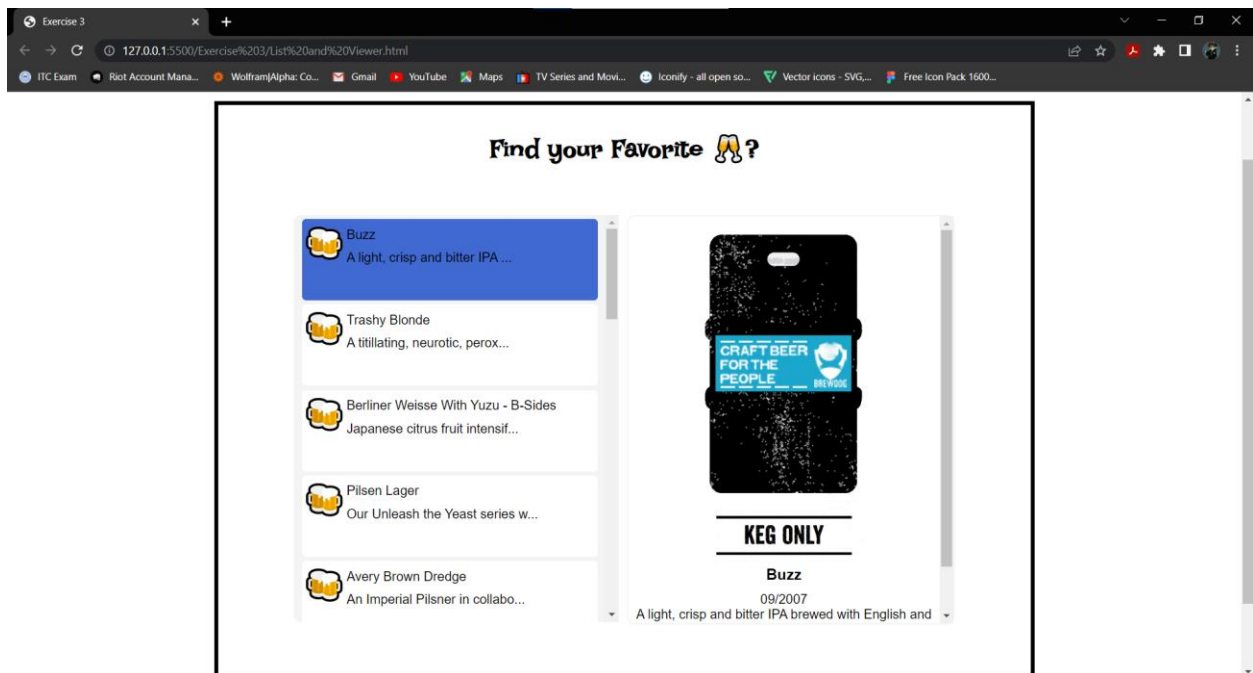 Exercise 3
127.0.0.1:5500/Exercise%203/List%20and%20Viewer.html
ITC Exam
Riot Account Mana...
Wolfram|Alpha: Co...
Gmail
YouTube
Maps
TV Series and Movi...
Iconify - all open so...
Vector icons - SVG,...
Free Icon Pack 1600...
Find your Favorite 🥂?
Buzz
A light, crisp and bitter IPA ...
Trashy Blonde
A titillating, neurotic, perox...
Berliner Weisse With Yuzu - B-Sides
Japanese citrus fruit intensif...
Pilsen Lager
Our Unleash the Yeast series w...
Avery Brown Dredge
An Imperial Pilsner in collabo...
CRAFT BEER
FOR THE
PEOPLE
BREWDOG
KEG ONLY
Buzz
09/2007
A light, crisp and bitter IPA brewed with English and